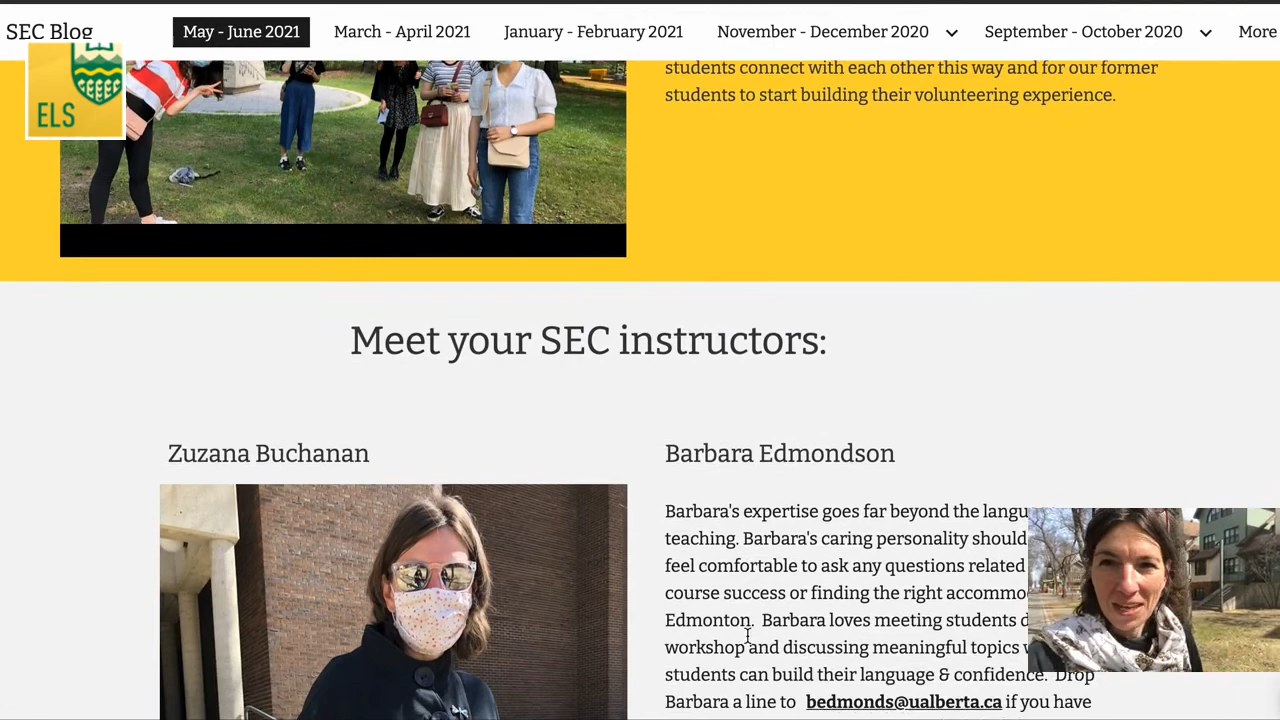 SEC Blog
May - June 2021
March - April 2021
January - February 2021
November - December 2020
September - October 2020
More
ELS
students connect with each other this way and for our former
students to start building their volunteering experience.
Meet your SEC instructors:
Zuzana Buchanan
Barbara Edmondson
Barbara's expertise goes far beyond the langu
teaching. Barbara's caring personality should
feel comfortable to ask any questions related
course success or finding the right accommo
Edmonton. Barbara loves meeting students d
workshop and discussing meaningful topics
students can build their language & confidence. Drop
Barbara a line to bedmonds@ualberta.ca if you have